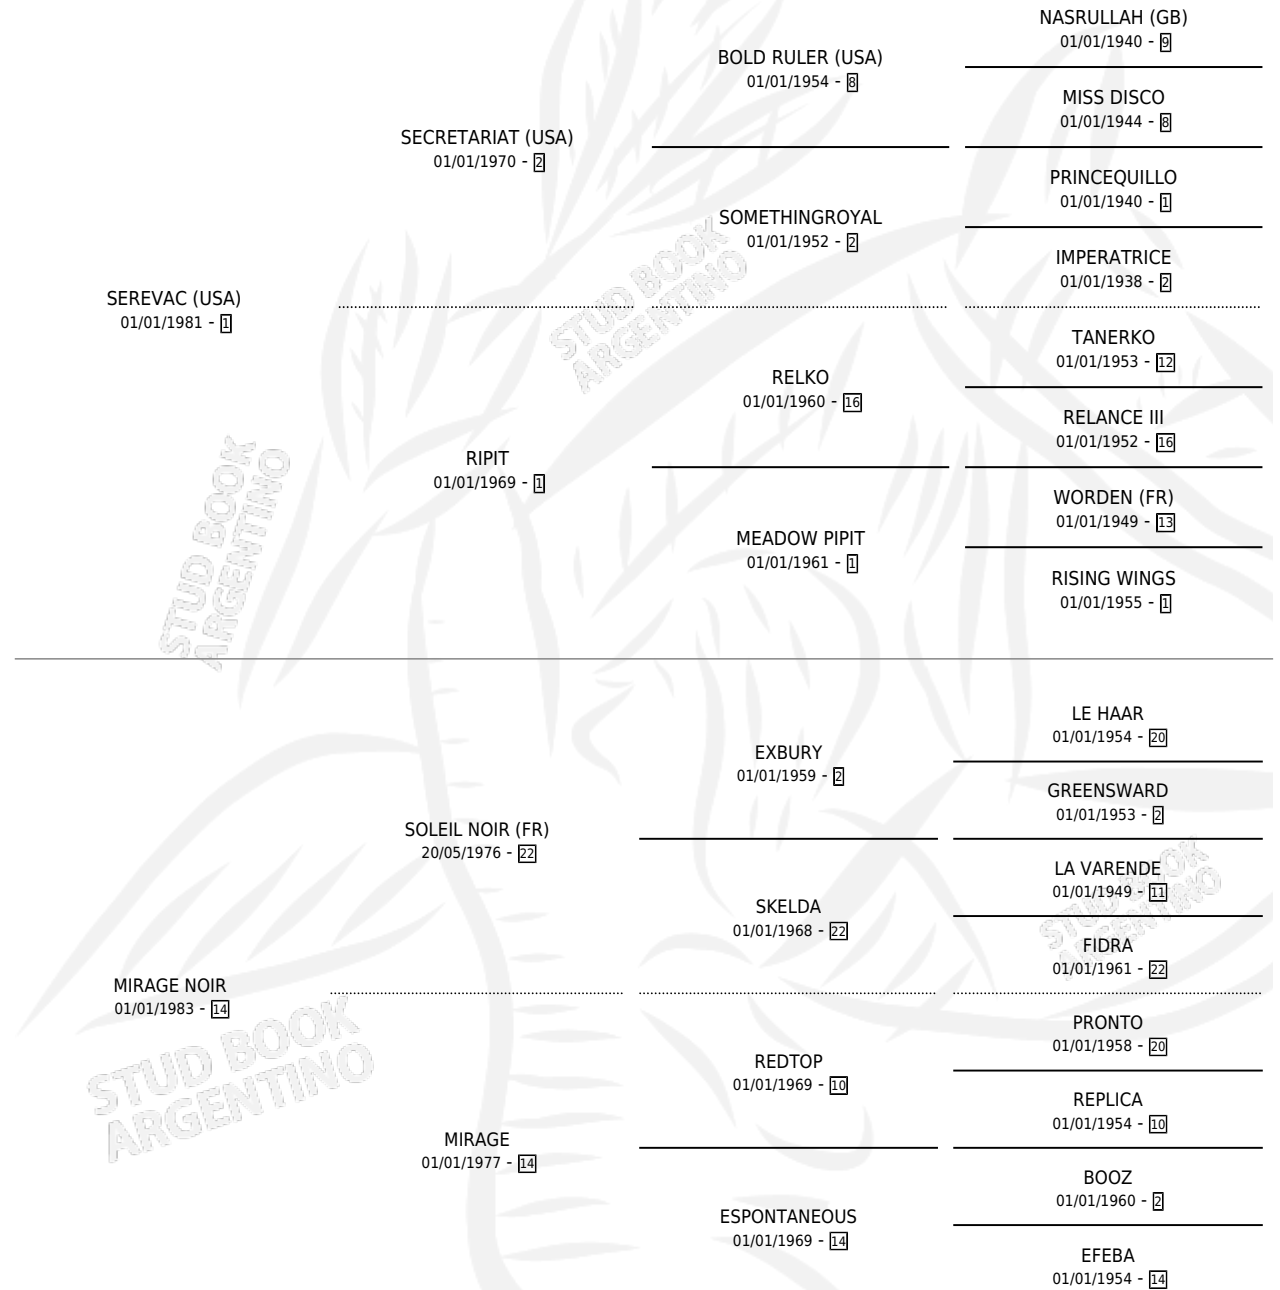 NASRULLAH (GB)
01/01/1940 - 9
BOLD RULER (USA)
01/01/1954 - 8
MISS DISCO
01/01/1944 - 8
SECRETARIAT (USA)
01/01/1970 - 2
PRINCEQUILLO
01/01/1940 - 1
SOMETHINGROYAL
01/01/1952 - 2
IMPERATRICE
01/01/1938 - 2
SEREVAC (USA)
01/01/1981 - 1
TANERKO
01/01/1953 - 12
RELKO
01/01/1960 - 16
RELANCE III
01/01/1952 - 16
RIPIT
01/01/1969 - 1
WORDEN (FR)
01/01/1949 - 13
MEADOW PIPIT
01/01/1961 - 1
RISING WINGS
01/01/1955 - 1
LE HAAR
01/01/1954 - 20
EXBURY
01/01/1959 - 2
GREENSWARD
01/01/1953 - 2
SOLEIL NOIR (FR)
20/05/1976 - 22
LA VARENDE
01/01/1949 - 11
SKELDA
01/01/1968 - 22
FIDRA
01/01/1961 - 22
MIRAGE NOIR
01/01/1983 - 14
PRONTO
01/01/1958 - 20
REDTOP
01/01/1969 - 10
REPLICA
01/01/1954 - 10
MIRAGE
01/01/1977 - 14
BOOZ
01/01/1960 - 2
ESPONTANEOUS
01/01/1969 - 14
EFEBA
01/01/1954 - 14
STUD BOOK
ARGENTINO
STUD BOOK
ARGENTINO
STUD BOOK
ARGENTINO
STUD BOOK
ARGENTINO